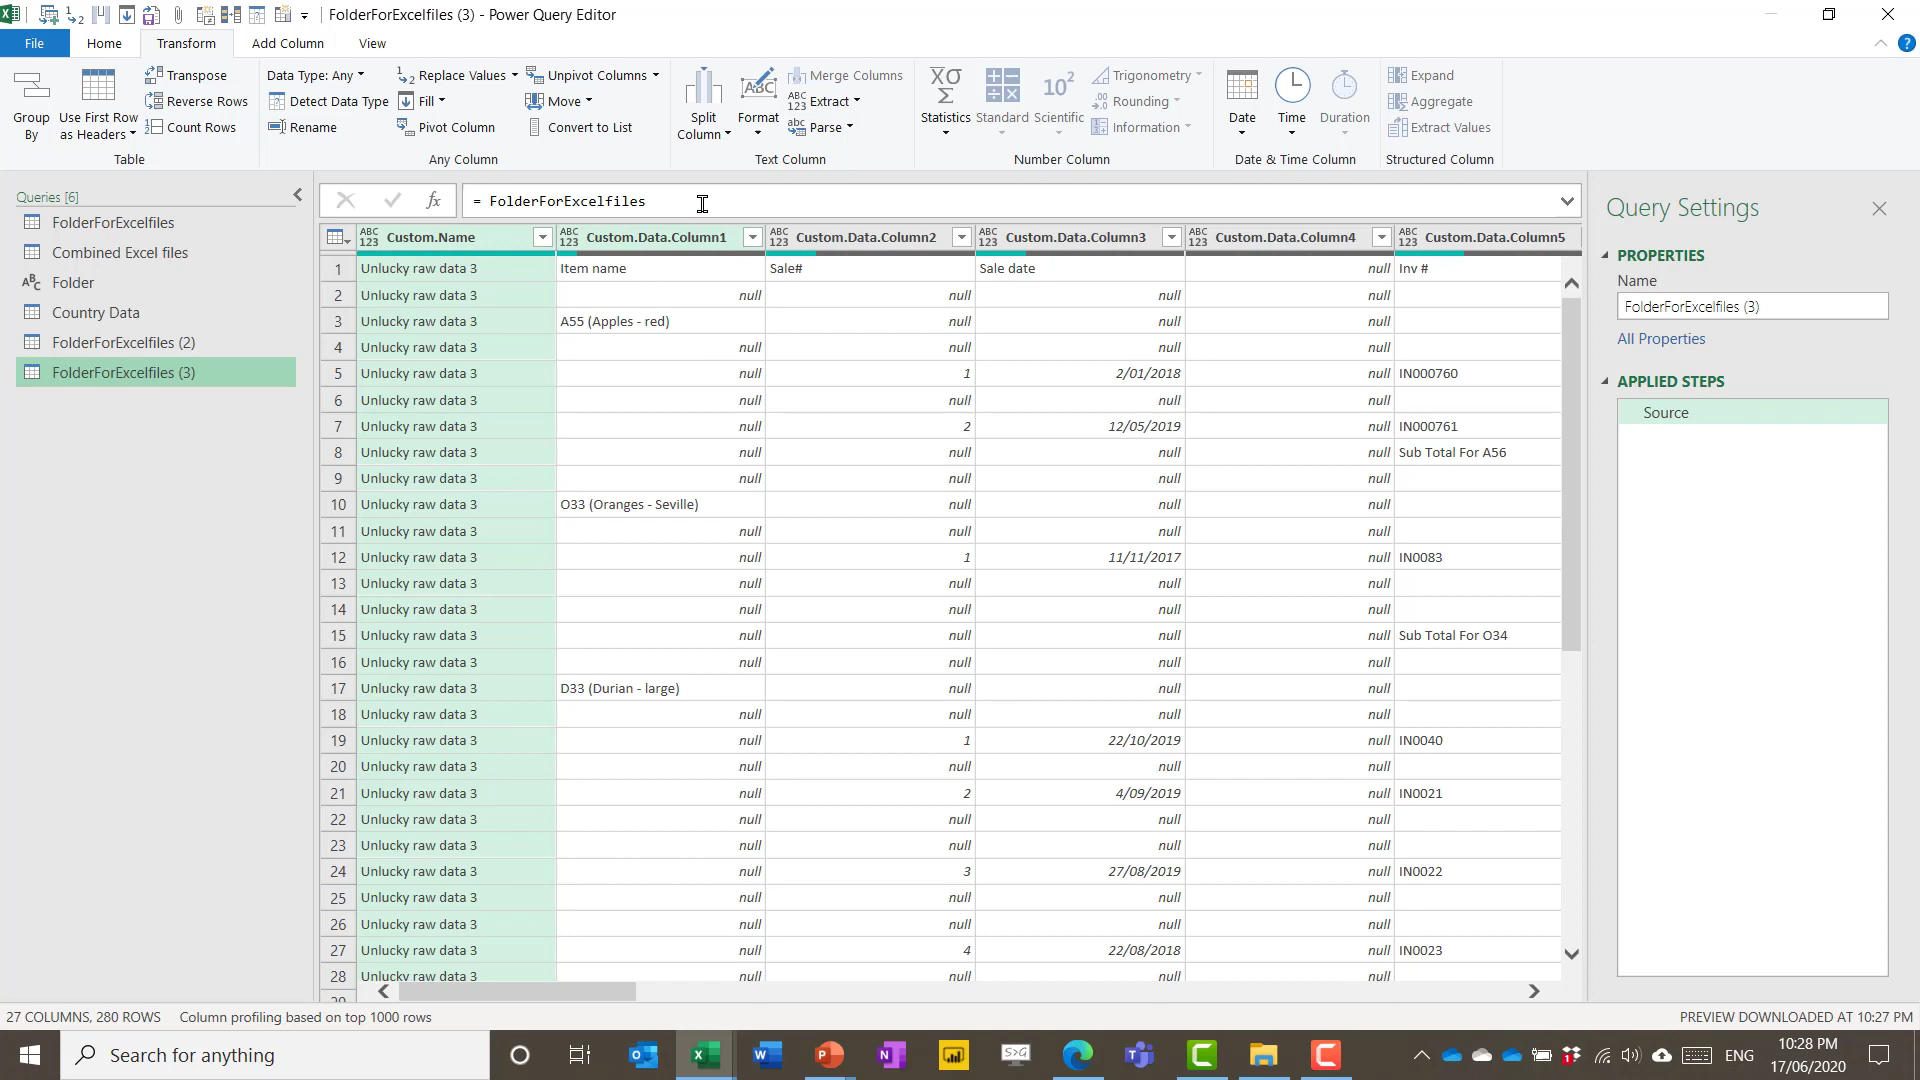 FolderForExcelfiles (3) - Power Query Editor
File Home Transform Add Column View
Group By
Use First Row as Headers
Transpose
Reverse Rows
Count Rows
Table
Data Type: Any
Detect Data Type
Rename
Replace Values
Fill
Pivot Column
Unpivot Columns
Move
Convert to List
Any Column
Split Column
Format
Merge Columns
Extract
Parse
Text Column
Statistics
Standard
Scientific
Trigonometry
Rounding
Information
Number Column
Date
Time
Duration
Date & Time Column
Expand
Aggregate
Extract Values
Structured Column
Queries [6]
FolderForExcelfiles
Combined Excel files
Folder
Country Data
FolderForExcelfiles (2)
FolderForExcelfiles (3)
fx = FolderForExcelfiles
Custom.Name Custom.Data.Column1 Custom.Data.Column2 Custom.Data.Column3 Custom.Data.Column4 Custom.Data.Column5
1 Unlucky raw data 3 Item name Sale# Sale date null Inv #
2 Unlucky raw data 3 null null null null
3 Unlucky raw data 3 A55 (Apples - red) null null null
4 Unlucky raw data 3 null null null null
5 Unlucky raw data 3 null 1 2/01/2018 null IN000760
6 Unlucky raw data 3 null null null null
7 Unlucky raw data 3 null 2 12/05/2019 null IN000761
8 Unlucky raw data 3 null null null null Sub Total For A56
9 Unlucky raw data 3 null null null null
10 Unlucky raw data 3 O33 (Oranges - Seville) null null null
11 Unlucky raw data 3 null null null null
12 Unlucky raw data 3 null 1 11/11/2017 null IN0083
13 Unlucky raw data 3 null null null null
14 Unlucky raw data 3 null null null null
15 Unlucky raw data 3 null null null null Sub Total For O34
16 Unlucky raw data 3 null null null null
17 Unlucky raw data 3 D33 (Durian - large) null null null
18 Unlucky raw data 3 null null null null
19 Unlucky raw data 3 null 1 22/10/2019 null IN0040
20 Unlucky raw data 3 null null null null
21 Unlucky raw data 3 null 2 4/09/2019 null IN0021
22 Unlucky raw data 3 null null null null
23 Unlucky raw data 3 null null null null
24 Unlucky raw data 3 null 3 27/08/2019 null IN0022
25 Unlucky raw data 3 null null null null
26 Unlucky raw data 3 null null null null
27 Unlucky raw data 3 null 4 22/08/2018 null IN0023
28 Unlucky raw data 3 null null null null
Query Settings
PROPERTIES
Name
FolderForExcelfiles (3)
All Properties
APPLIED STEPS
Source
27 COLUMNS, 280 ROWS Column profiling based on top 1000 rows PREVIEW DOWNLOADED AT 10:27 PM
Search for anything
ENG
10:28 PM
17/06/2020